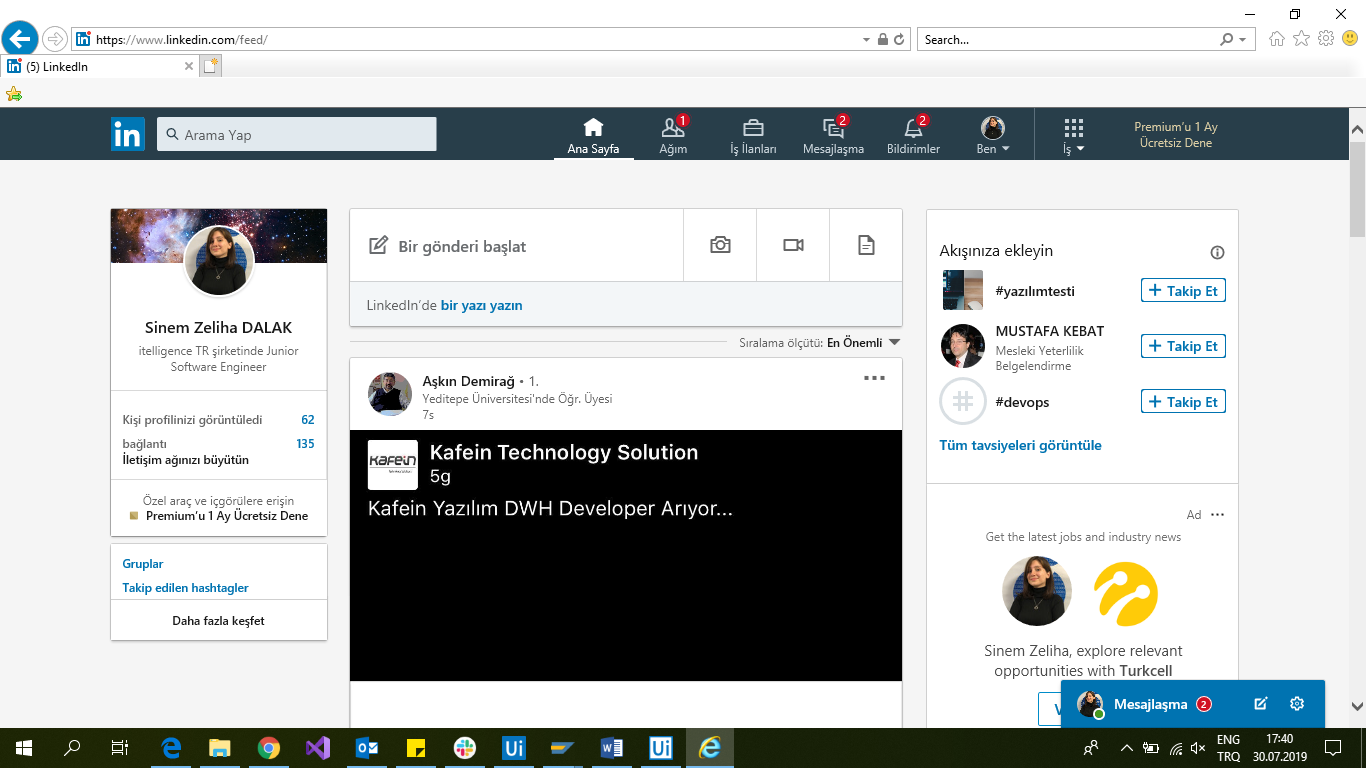 https://www.linkedin.com/feed/
Search...
(5) LinkedIn
in
Arama Yap
Ana Sayfa
1
Ağım
İş İlanları
2
Mesajlaşma
2
Bildirimler
Ben
İş
Premium'u 1 Ay
Ücretsiz Dene
Sinem Zeliha DALAK
itelligence TR şirketinde Junior
Software Engineer
Kişi profilinizi görüntüledi 62
bağlantı 135
İletişim ağınızı büyütün
Özel araç ve içgörülere erişin
Premium'u 1 Ay Ücretsiz Dene
Gruplar
Takip edilen hashtagler
Daha fazla keşfet
Bir gönderi başlat
LinkedIn'de bir yazı yazın
Sıralama ölçütü: En Önemli
Aşkın Demirağ • 1.
Yeditepe Üniversitesi'nde Öğr. Üyesi
7s
Kafein
Kafein Technology Solution
5g
Kafein Yazılım DWH Developer Arıyor...
Akışınıza ekleyin
#yazılımtesti
+ Takip Et
MUSTAFA KEBAT
Mesleki Yeterlilik
Belgelendirme
+ Takip Et
#devops
+ Takip Et
Tüm tavsiyeleri görüntüle
Ad
Get the latest jobs and industry news
Sinem Zeliha, explore relevant
opportunities with Turkcell
Mesajlaşma 2
Ui
Ui
ENG
TRQ
17:40
30.07.2019